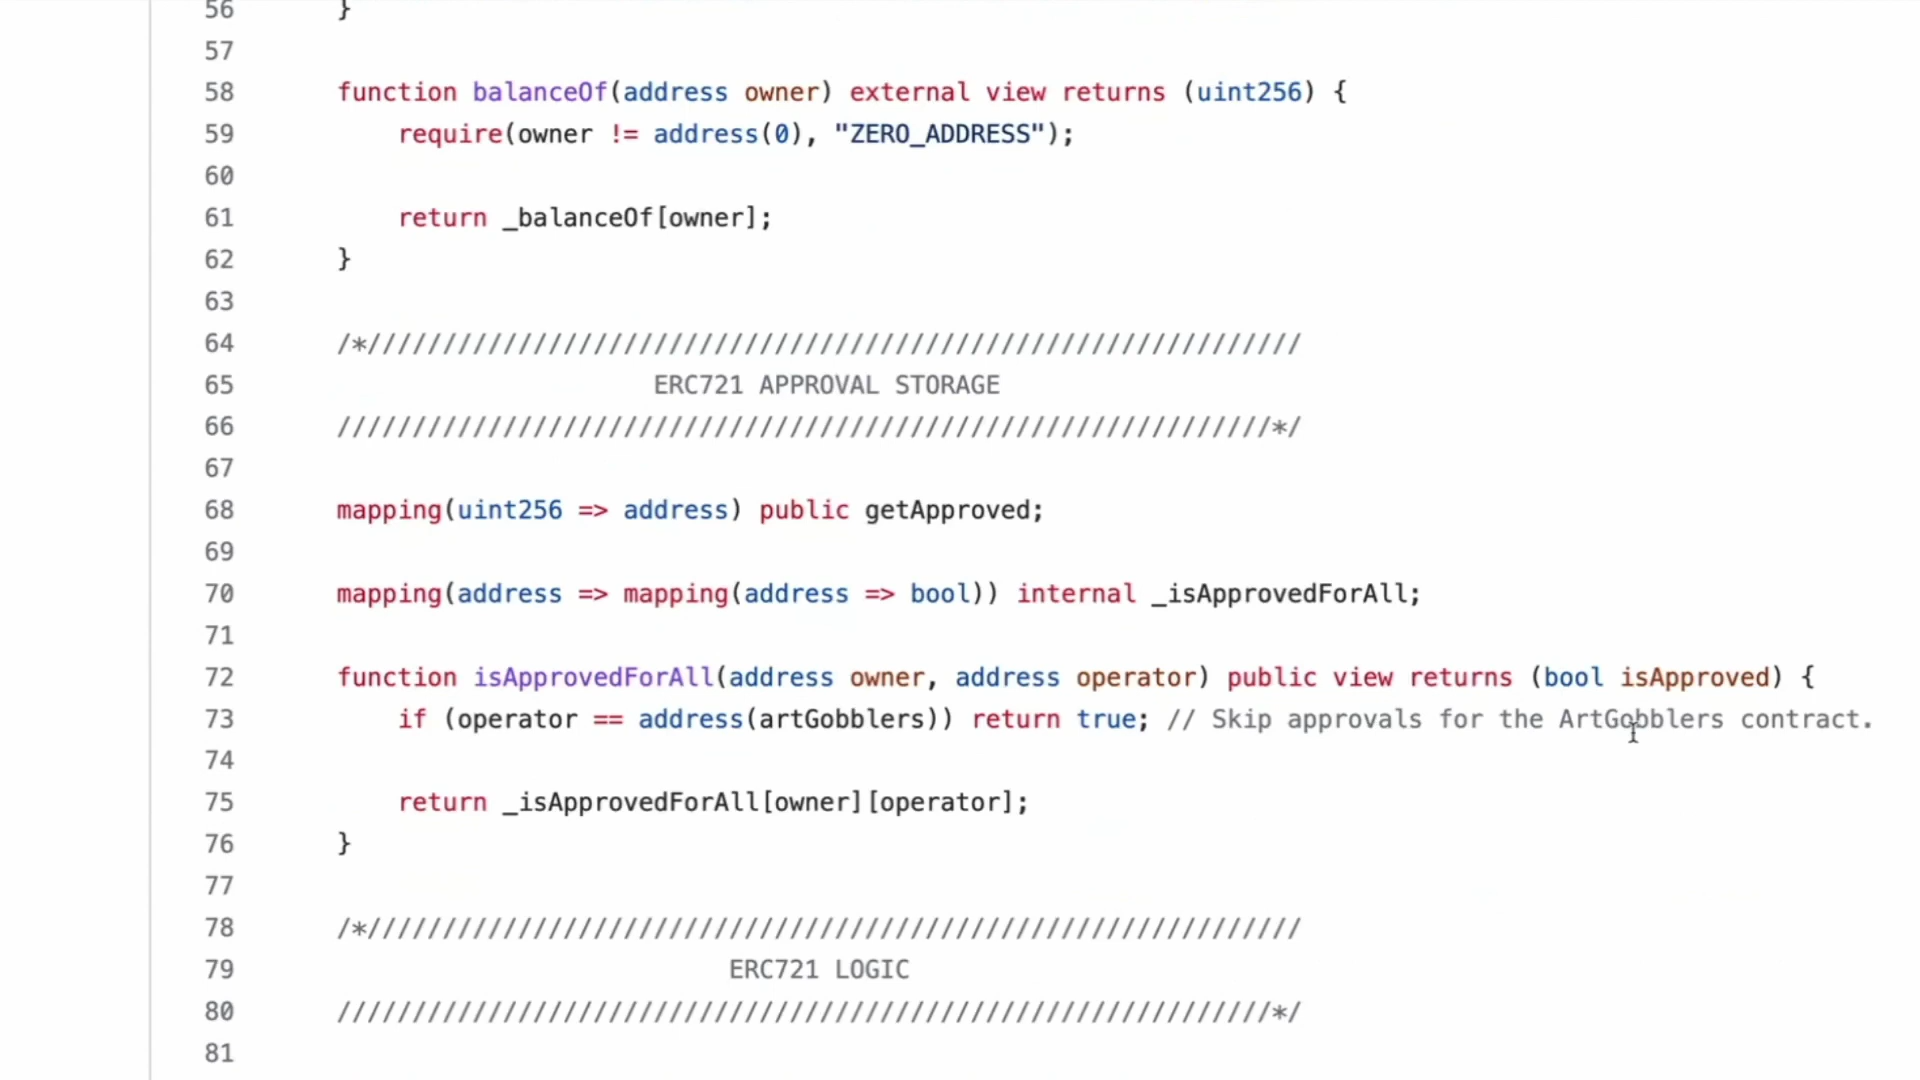 56 }
57
58 function balanceOf(address owner) external view returns (uint256) {
59 require(owner != address(0), "ZERO_ADDRESS");
60
61 return _balanceOf[owner];
62 }
63
64 /*//////////////////////////////////////////////////////////////
65 ERC721 APPROVAL STORAGE
66 //////////////////////////////////////////////////////////////*/
67
68 mapping(uint256 => address) public getApproved;
69
70 mapping(address => mapping(address => bool)) internal _isApprovedForAll;
71
72 function isApprovedForAll(address owner, address operator) public view returns (bool isApproved) {
73 if (operator == address(artGobblers)) return true; // Skip approvals for the ArtGobblers contract.
74
75 return _isApprovedForAll[owner][operator];
76 }
77
78 /*//////////////////////////////////////////////////////////////
79 ERC721 LOGIC
80 //////////////////////////////////////////////////////////////*/
81